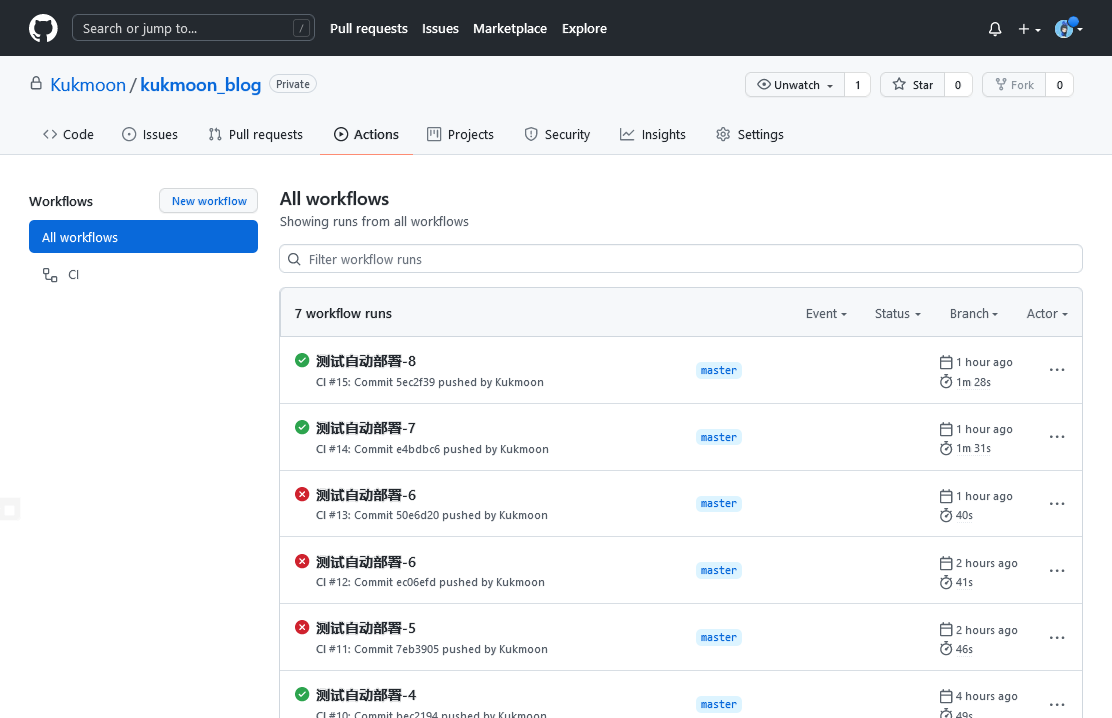 Search or jump to... /
Pull requests Issues Marketplace Explore
Kukmoon / kukmoon_blog Private
Unwatch 1 Star 0 Fork 0
Code Issues Pull requests Actions Projects Security Insights Settings
Workflows
New workflow
All workflows
CI
All workflows
Showing runs from all workflows
Filter workflow runs
7 workflow runs
Event Status Branch Actor
测试自动部署-8
CI #15: Commit 5ec2f39 pushed by Kukmoon
master
1 hour ago
1m 28s
测试自动部署-7
CI #14: Commit e4bdbc6 pushed by Kukmoon
master
1 hour ago
1m 31s
测试自动部署-6
CI #13: Commit 50e6d20 pushed by Kukmoon
master
1 hour ago
40s
测试自动部署-6
CI #12: Commit ec06efd pushed by Kukmoon
master
2 hours ago
41s
测试自动部署-5
CI #11: Commit 7eb3905 pushed by Kukmoon
master
2 hours ago
46s
测试自动部署-4
CI #10: Commit bec2194 pushed by Kukmoon
master
4 hours ago
49s